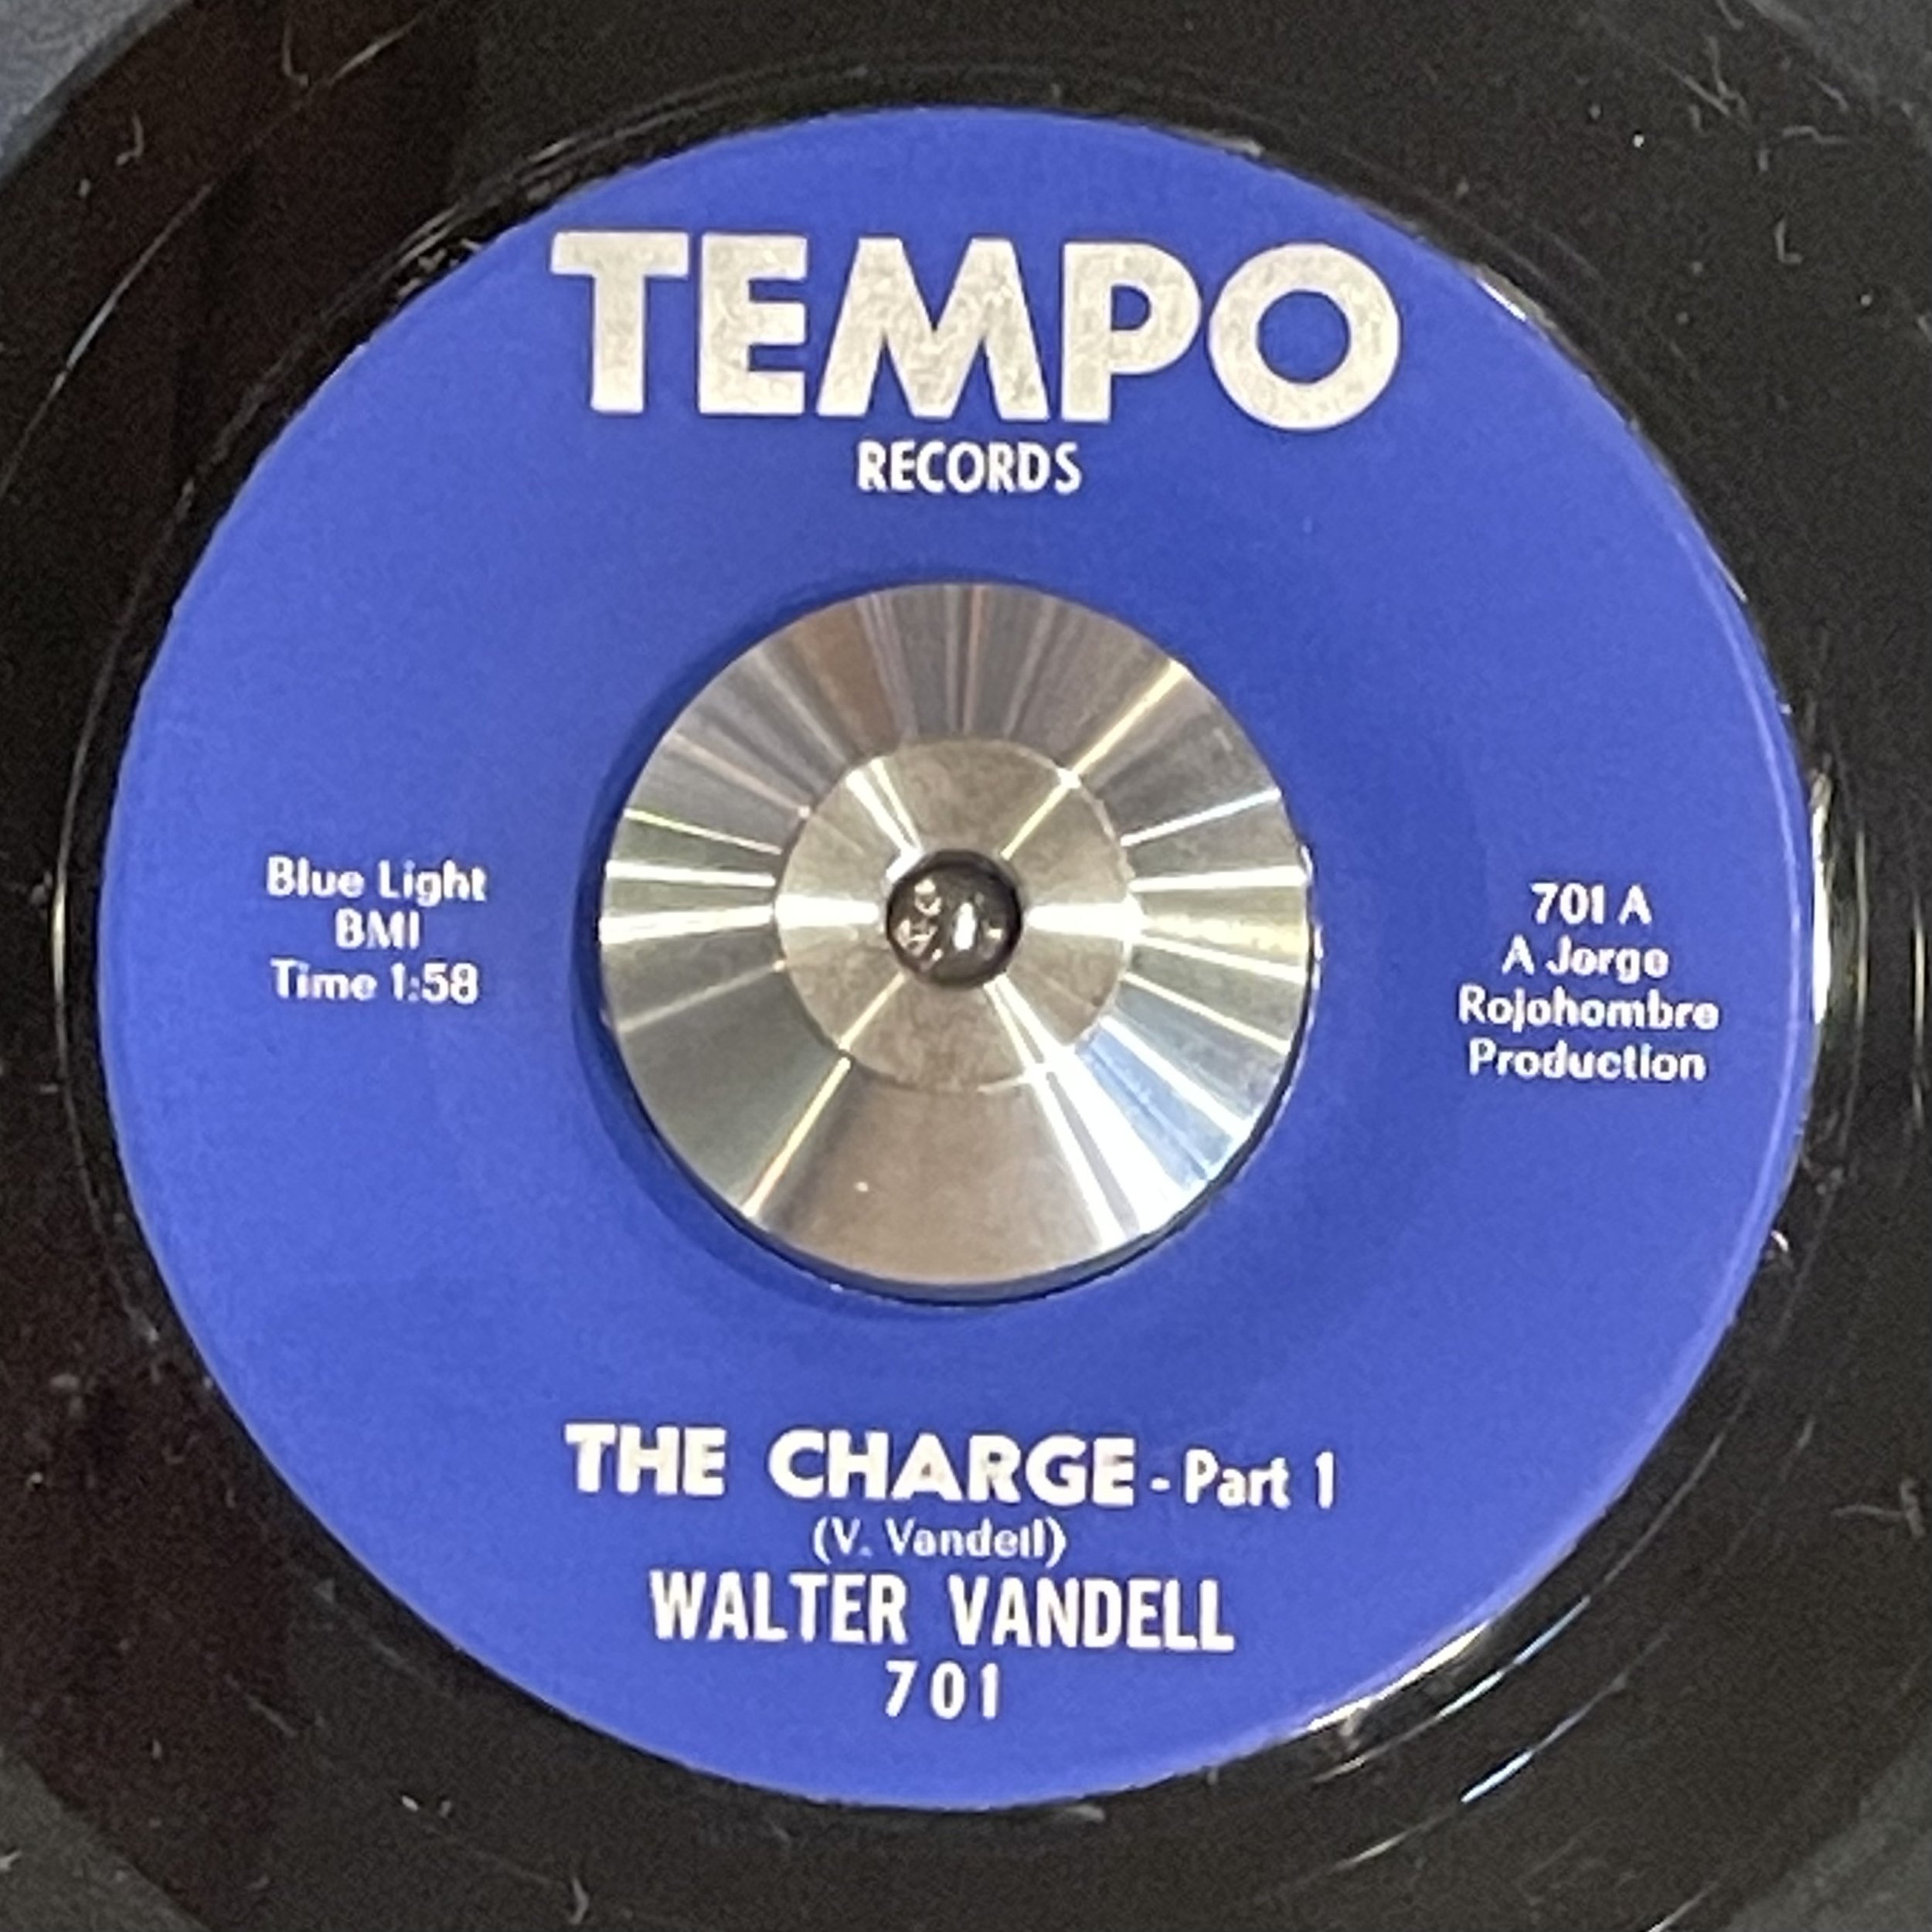 TEMPO
RECORDS
Blue Light
BMI
Time 1:58
701 A
A Jorge
Rojohombre
Production
THE CHARGE - Part 1
(V. Vandell)
WALTER VANDELL
701